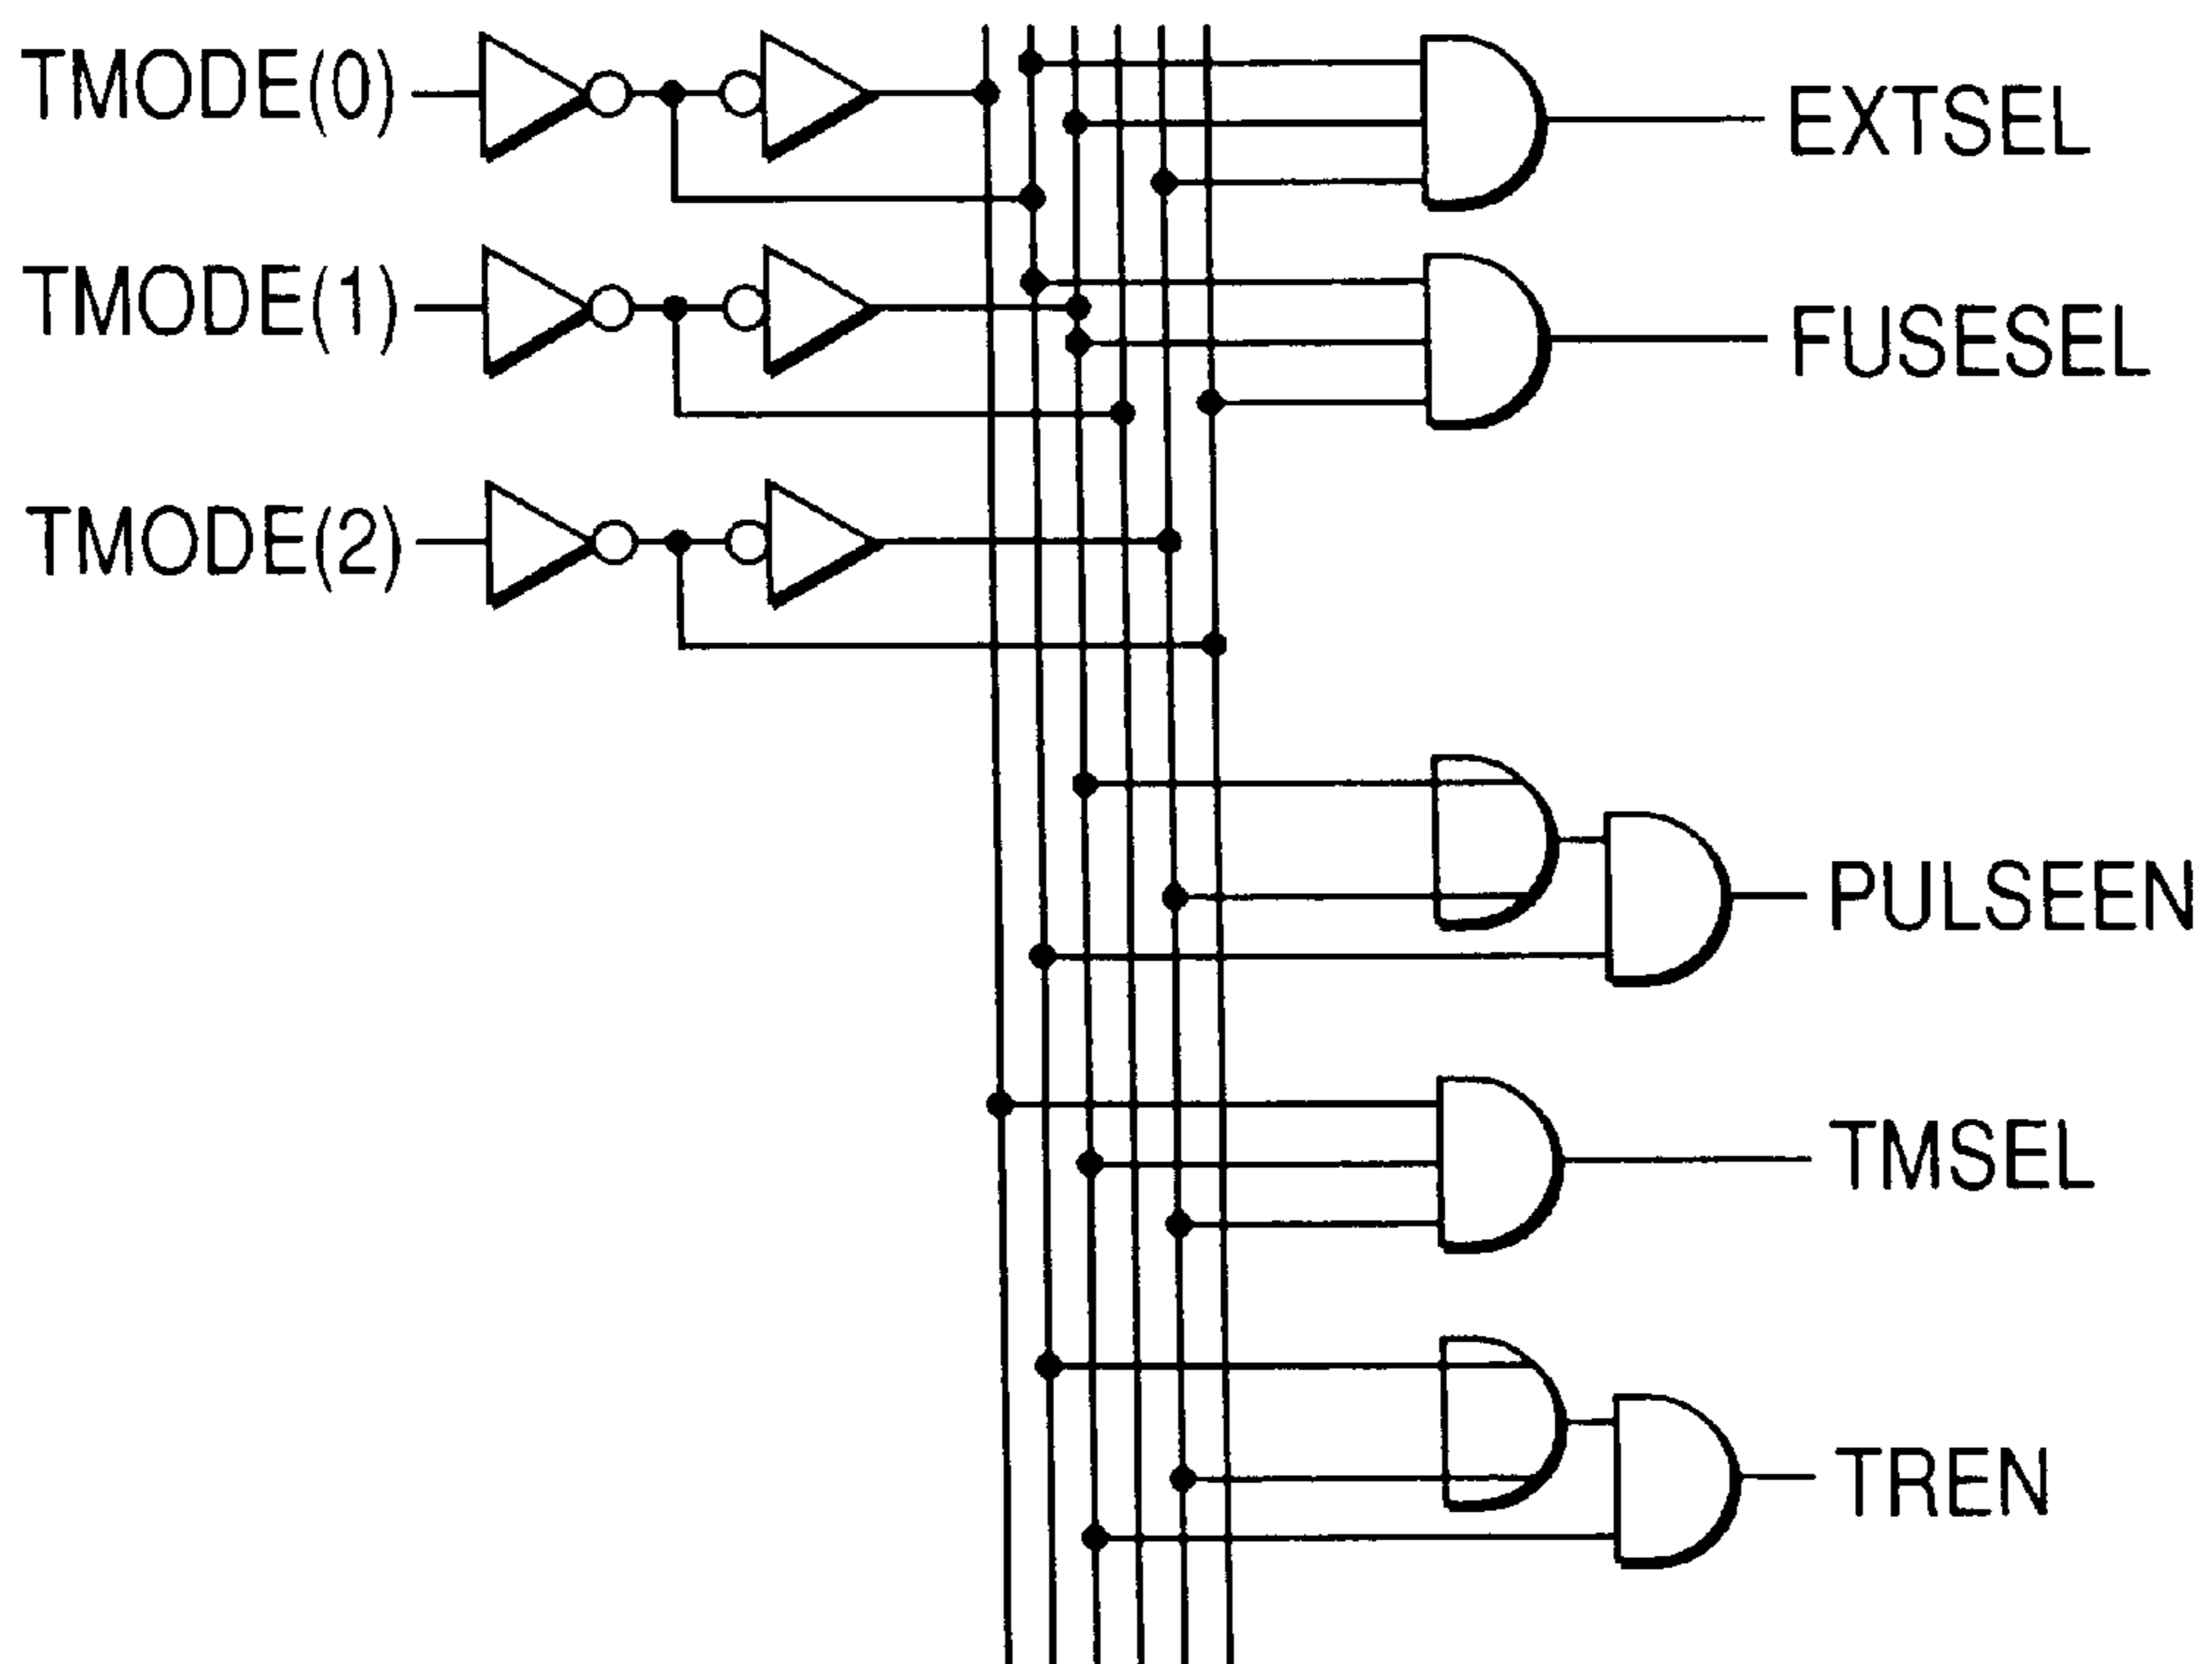 TMODE(0)
EXTSEL
TMODE(1)
FUSESEL
TMODE(2)
PULSEEN
TMSEL
TREN